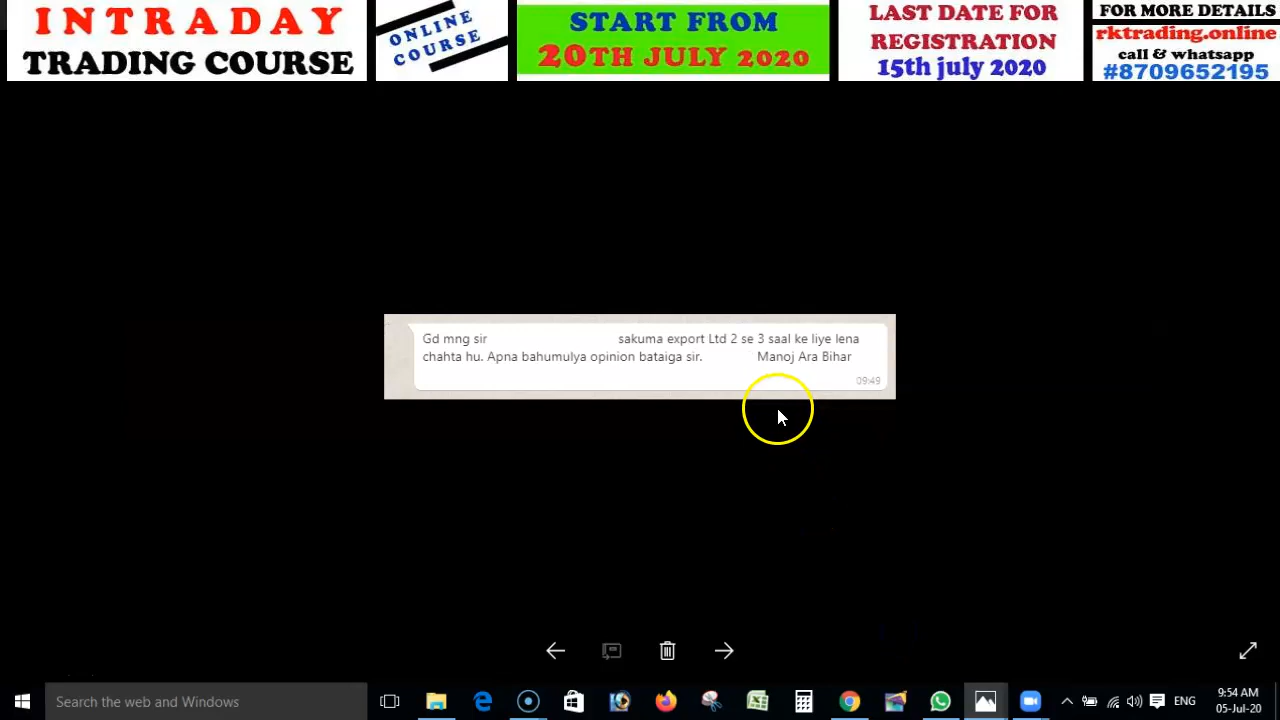 INTRADAY
TRADING COURSE
ONLINE
COURSE
START FROM
20TH JULY 2020
LAST DATE FOR
REGISTRATION
15th july 2020
FOR MORE DETAILS
rktrading.online
call & whatsapp
#8709652195
Gd mng sir sakuma export Ltd 2 se 3 saal ke liye lena
chahta hu. Apna bahumulya opinion bataiga sir. Manoj Ara Bihar
09:49
Search the web and Windows
ENG
9:54 AM
05-Jul-20